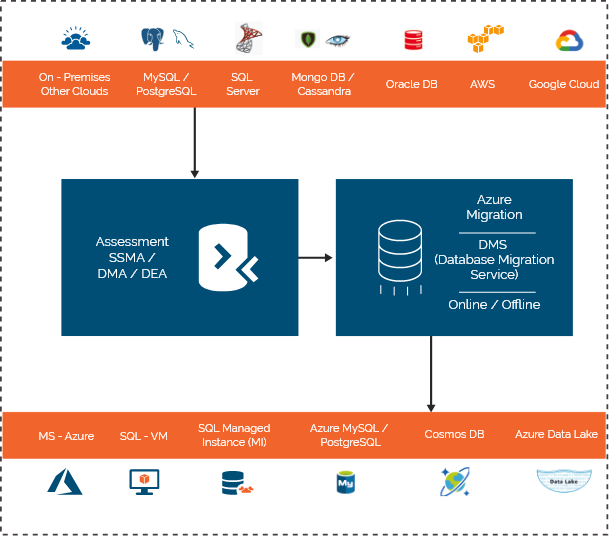 On - Premises
Other Clouds
MySQL /
PostgreSQL
SQL
Server
Mongo DB /
Cassandra
Oracle DB
AWS
Google Cloud
Assessment
SSMA /
DMA / DEA
Azure
Migration
DMS
(Database Migration
Service)
Online / Offline
MS - Azure
SQL - VM
SQL Managed
Instance (MI)
Azure MySQL /
PostgreSQL
Cosmos DB
Azure Data Lake
My
Data Lake